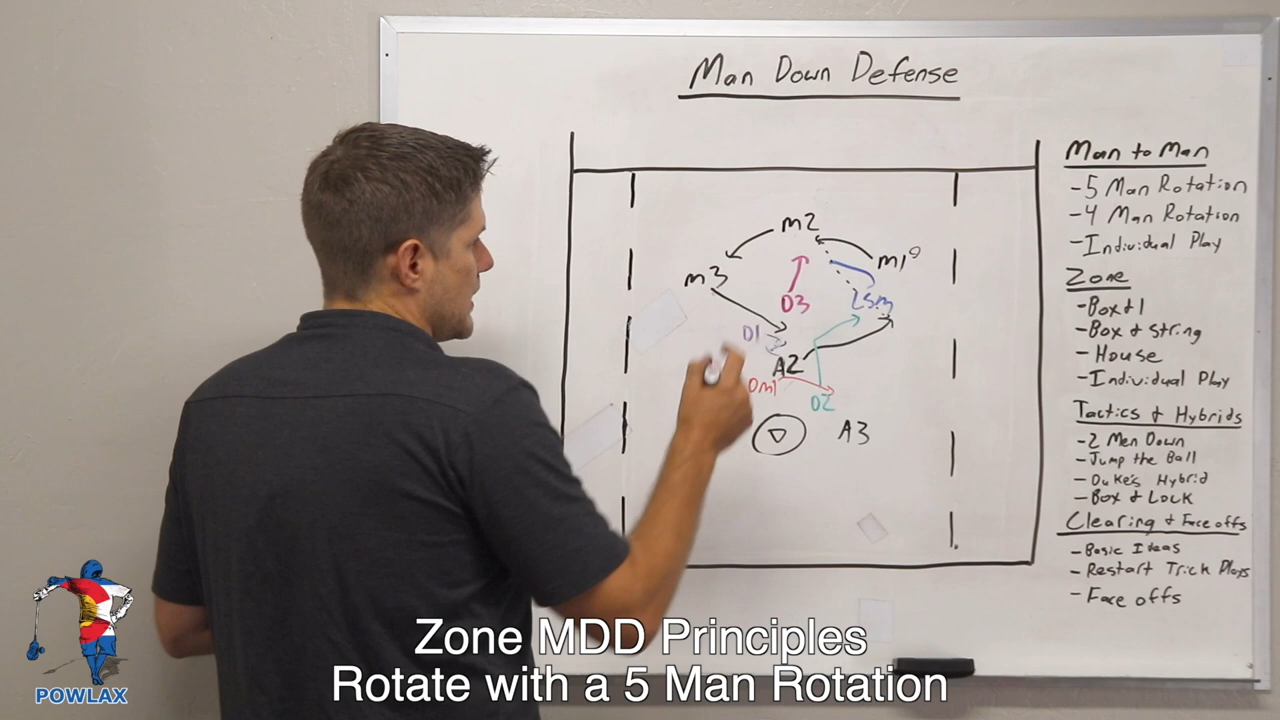 Man Down Defense
Man to Man
- 5 Man Rotation
- 4 Man Rotation
- Individual Play
Zone
- Box & 1
- Box & String
- House
- Individual Play
Tactics & Hybrids
- 2 Men Down
- Jump the Ball
- Duke's Hybrid
- Box & Lock
Clearing & Face offs
- Basic Ideas
- Restart Trick Plays
- Face offs
m2
m1
m3
D3
LSM
D1
A2
Dm1
D2
A3
Zone MDD Principles
Rotate with a 5 Man Rotation
POWLAX